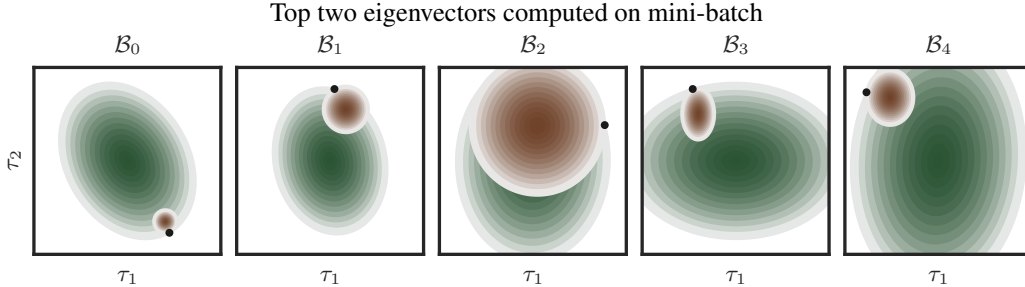 Top two eigenvectors computed on mini-batch
ℬ₀ ℬ₁ ℬ₂ ℬ₃ ℬ₄
τ₂
τ₁ τ₁ τ₁ τ₁ τ₁